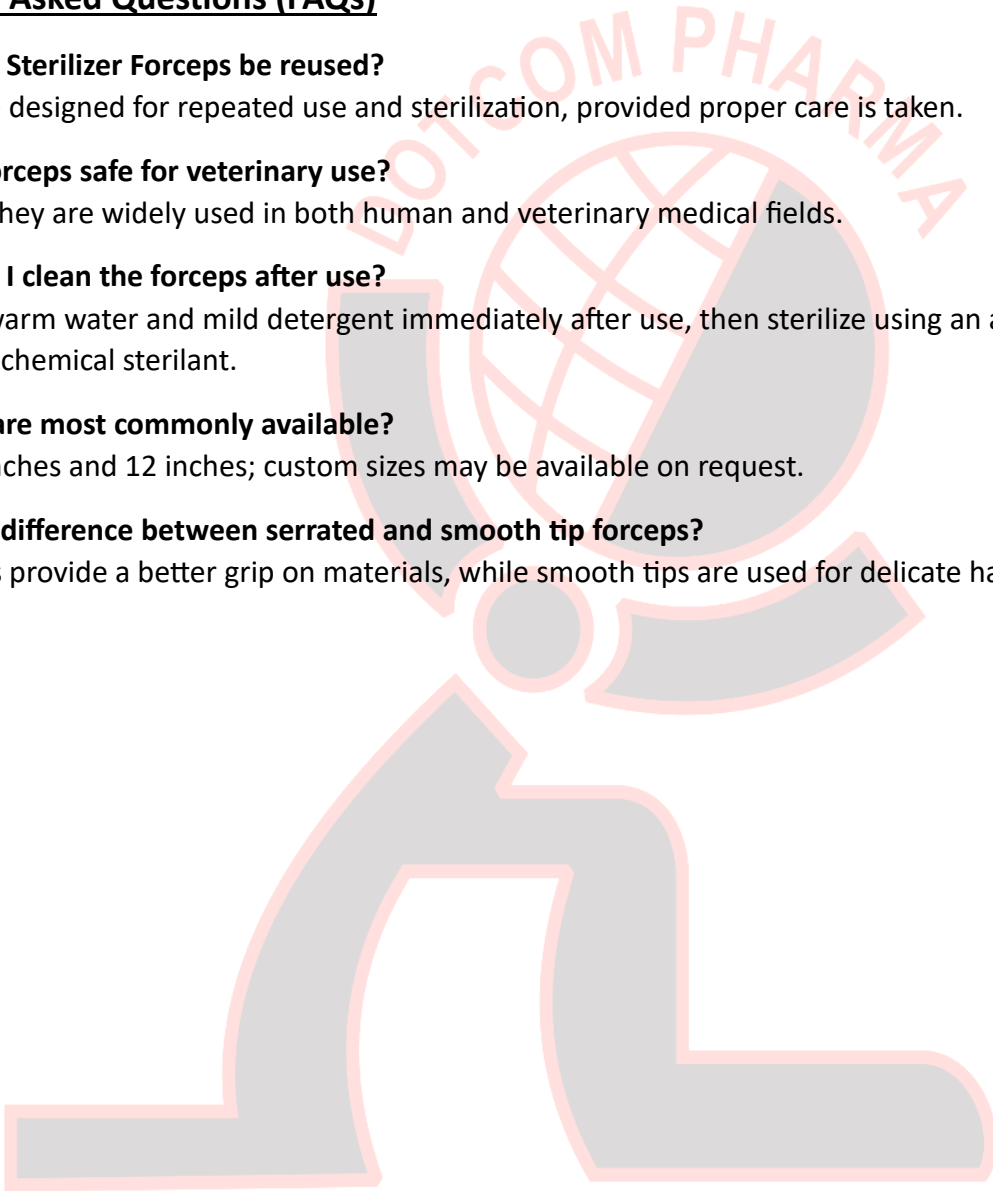 Asked Questions (FAQs)
Sterilizer Forceps be reused?
designed for repeated use and sterilization, provided proper care is taken.
orceps safe for veterinary use?
hey are widely used in both human and veterinary medical fields.
I clean the forceps after use?
warm water and mild detergent immediately after use, then sterilize using an a
chemical sterilant.
are most commonly available?
nches and 12 inches; custom sizes may be available on request.
difference between serrated and smooth tip forceps?
s provide a better grip on materials, while smooth tips are used for delicate ha
DOTCOM PHARMA